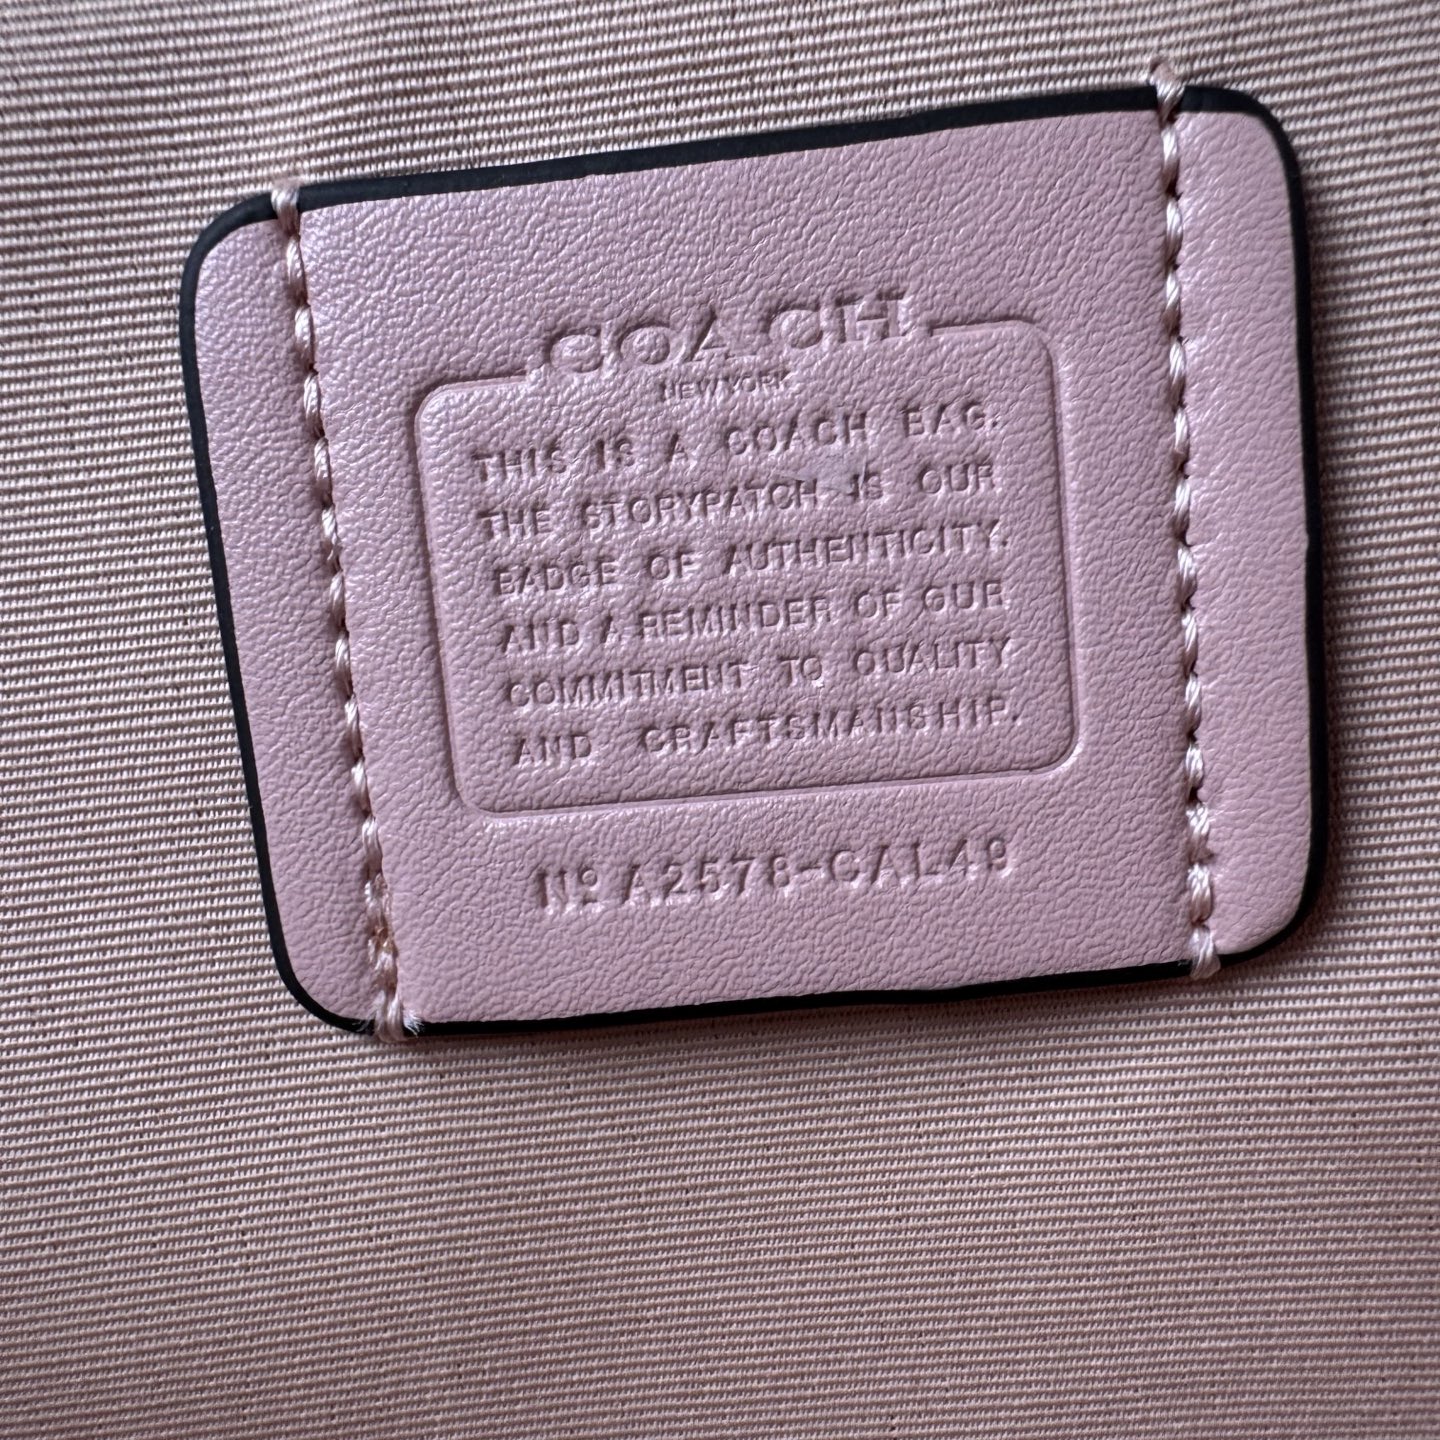 COACH
NEW YORK
THIS IS A COACH BAG.
THE STORYPATCH IS OUR
BADGE OF AUTHENTICITY.
AND A REMINDER OF OUR
COMMITMENT TO QUALITY
AND CRAFTSMANSHIP.
Nº A2578-CAL49